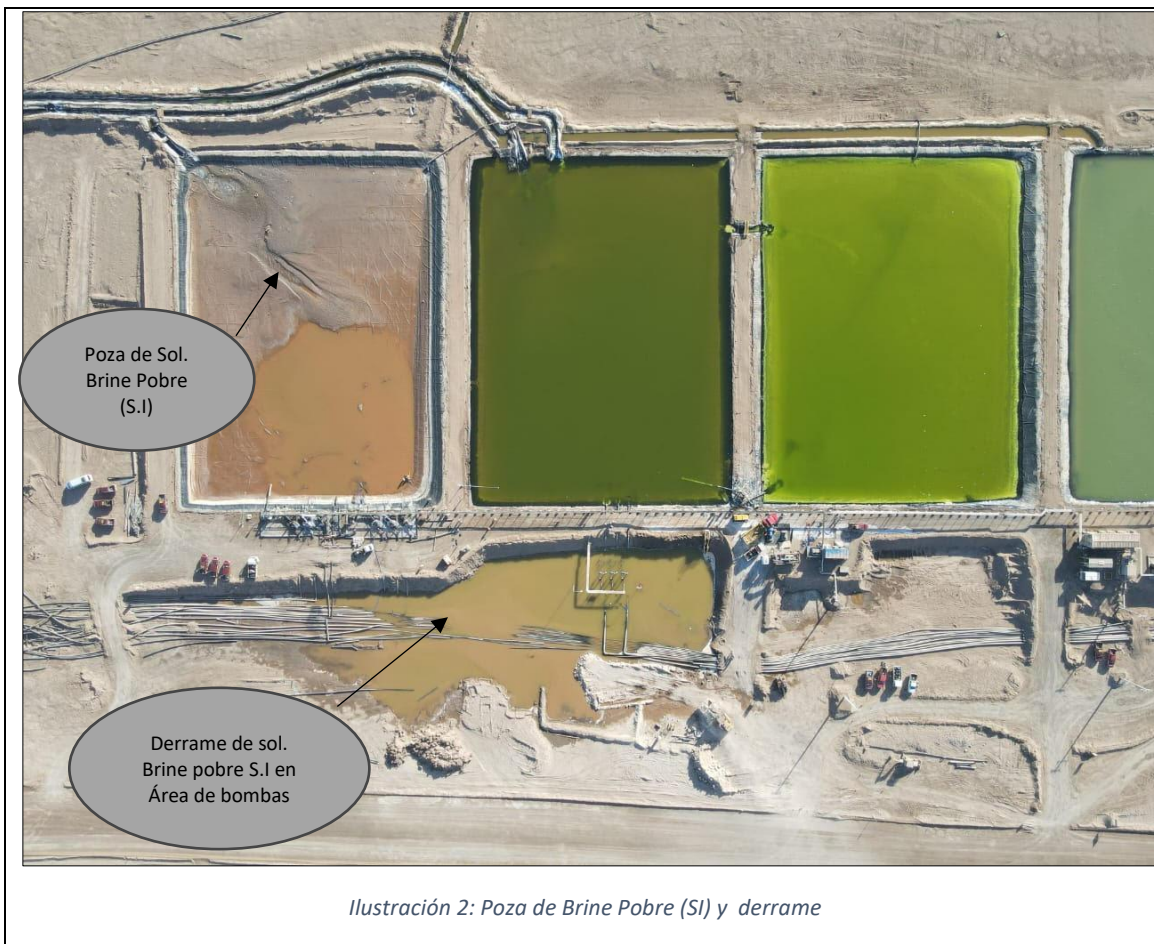 Poza de Sol.
Brine Pobre
(S.I)
Derrame de sol.
Brine pobre S.I en
Área de bombas
Ilustración 2: Poza de Brine Pobre (SI) y  derrame